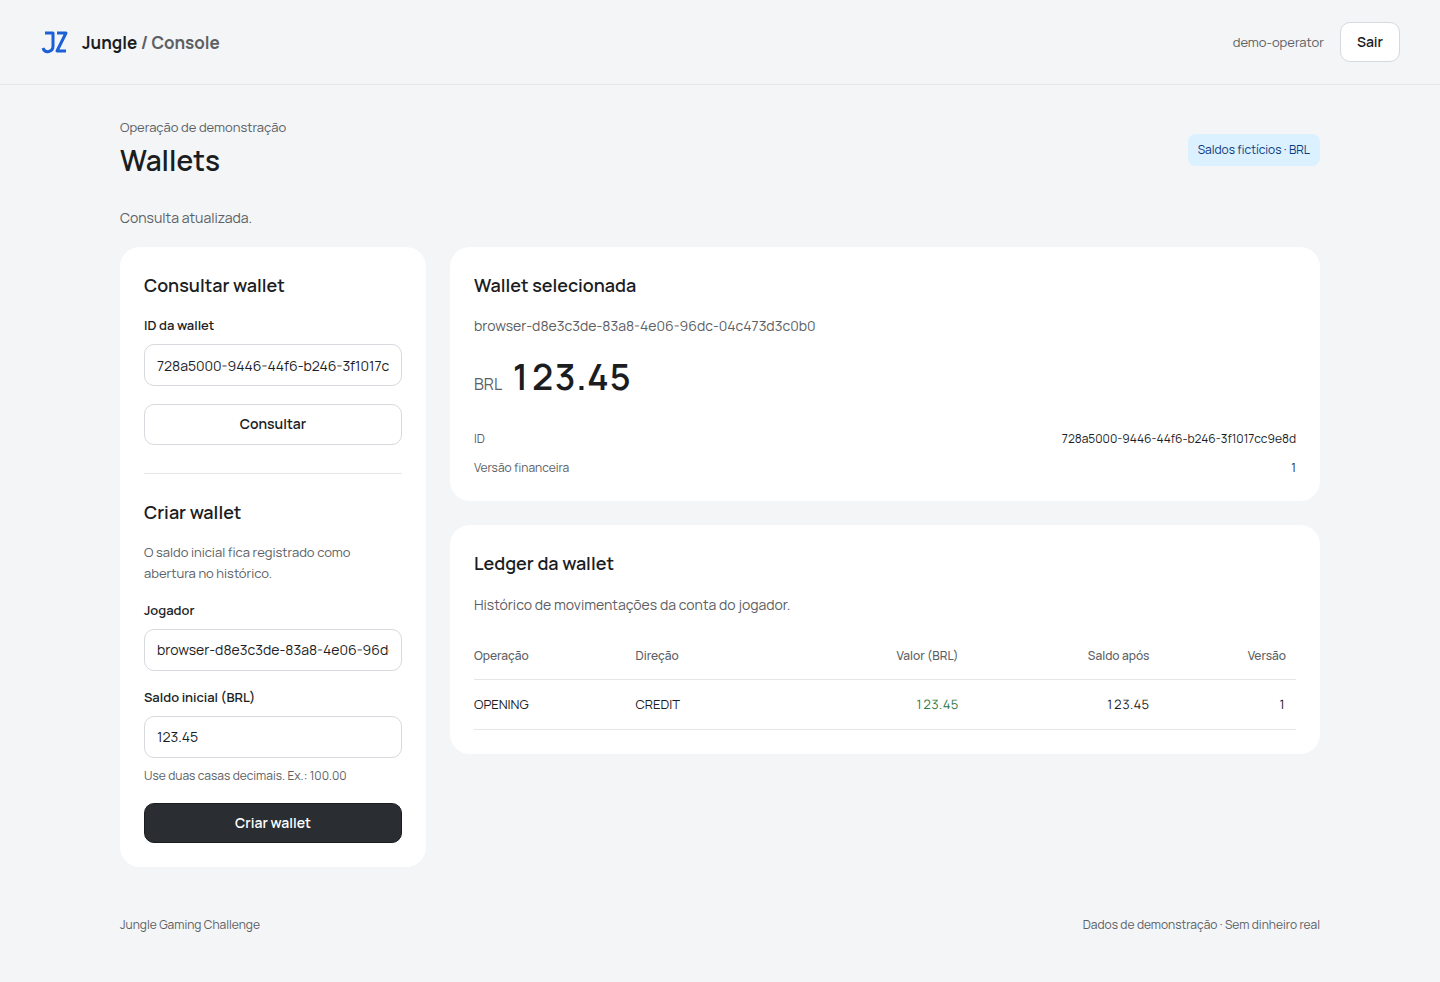 JZ Jungle / Console
demo-operator
Sair
Operação de demonstração
Wallets
Saldos fictícios · BRL
Consulta atualizada.
Consultar wallet
ID da wallet
728a5000-9446-44f6-b246-3f1017c
Consultar
Criar wallet
O saldo inicial fica registrado como
abertura no histórico.
Jogador
browser-d8e3c3de-83a8-4e06-96d
Saldo inicial (BRL)
123.45
Use duas casas decimais. Ex.: 100.00
Criar wallet
Wallet selecionada
browser-d8e3c3de-83a8-4e06-96dc-04c473d3c0b0
BRL 123.45
ID 728a5000-9446-44f6-b246-3f1017cc9e8d
Versão financeira 1
Ledger da wallet
Histórico de movimentações da conta do jogador.
Operação Direção Valor (BRL) Saldo após Versão
OPENING CREDIT 123.45 123.45 1
Jungle Gaming Challenge
Dados de demonstração · Sem dinheiro real